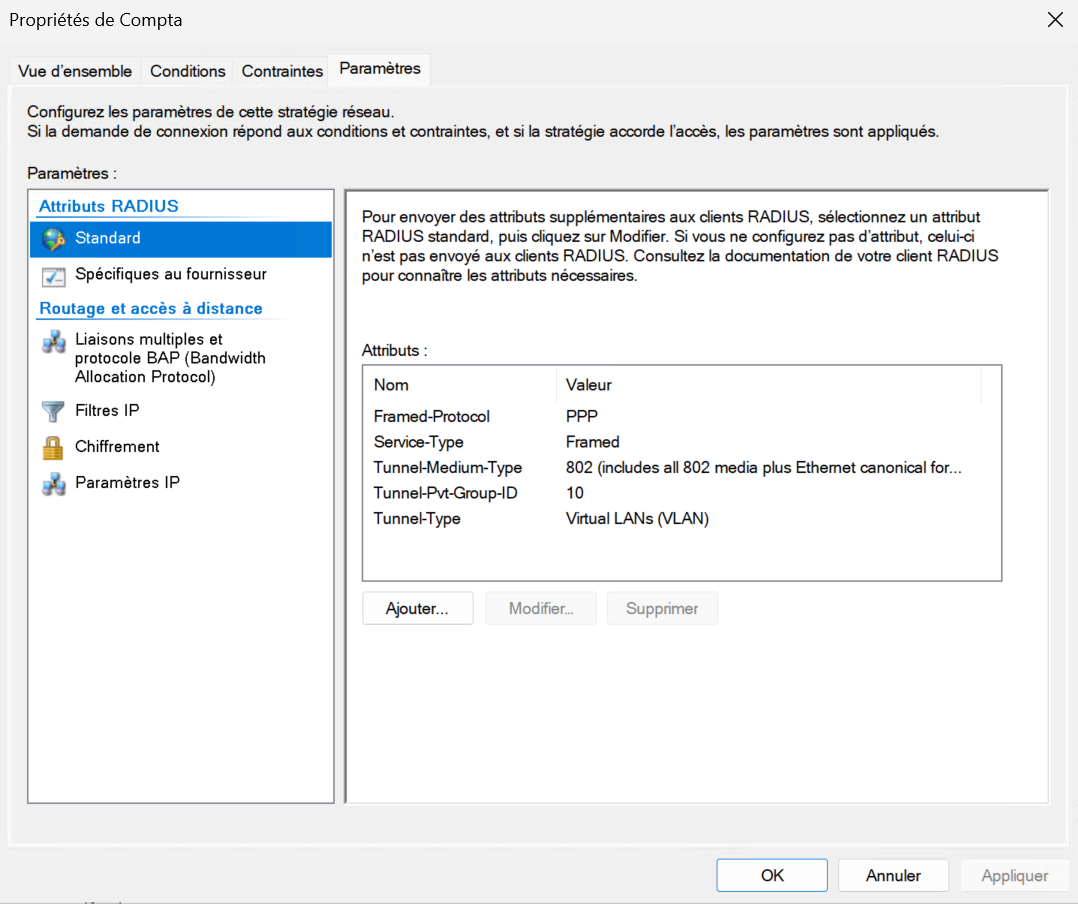 Propriétés de Compta
Vue d'ensemble Conditions Contraintes Paramètres
Configurez les paramètres de cette stratégie réseau.
Si la demande de connexion répond aux conditions et contraintes, et si la stratégie accorde l'accès, les paramètres sont appliqués.
Paramètres :
Attributs RADIUS
Standard
Spécifiques au fournisseur
Routage et accès à distance
Liaisons multiples et
protocole BAP (Bandwidth
Allocation Protocol)
Filtres IP
Chiffrement
Paramètres IP
Pour envoyer des attributs supplémentaires aux clients RADIUS, sélectionnez un attribut
RADIUS standard, puis cliquez sur Modifier. Si vous ne configurez pas d'attribut, celui-ci
n'est pas envoyé aux clients RADIUS. Consultez la documentation de votre client RADIUS
pour connaître les attributs nécessaires.
Attributs :
Nom Valeur
Framed-Protocol PPP
Service-Type Framed
Tunnel-Medium-Type 802 (includes all 802 media plus Ethernet canonical for...
Tunnel-Pvt-Group-ID 10
Tunnel-Type Virtual LANs (VLAN)
Ajouter... Modifier... Supprimer
OK Annuler Appliquer